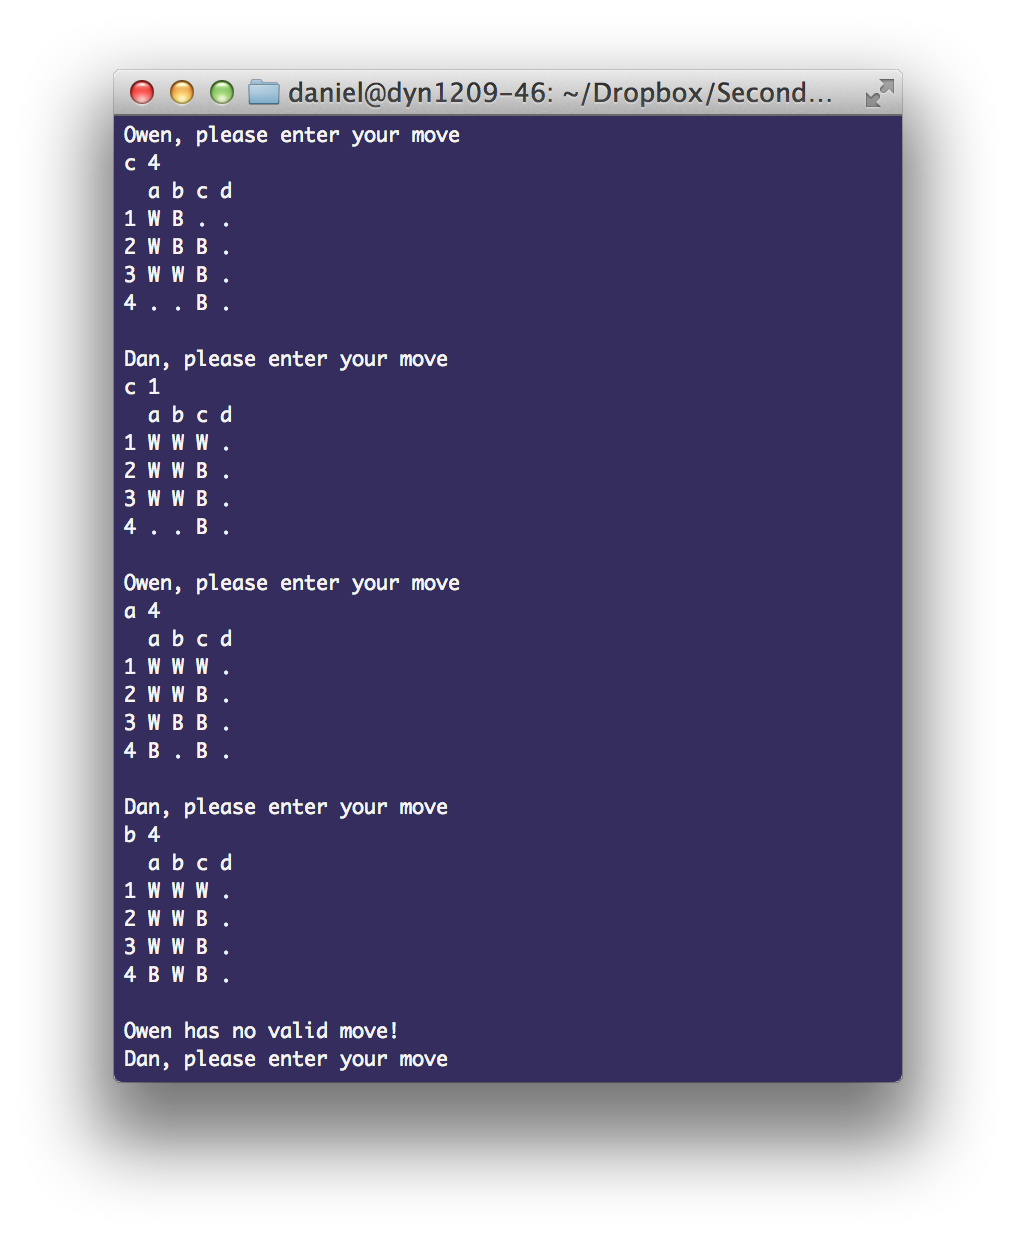 daniel@dyn1209-46: ~/Dropbox/Second...
Owen, please enter your move
c 4
  a b c d
1 W B . .
2 W B B .
3 W W B .
4 . . B .

Dan, please enter your move
c 1
  a b c d
1 W W W .
2 W W B .
3 W W B .
4 . . B .

Owen, please enter your move
a 4
  a b c d
1 W W W .
2 W W B .
3 W B B .
4 B . B .

Dan, please enter your move
b 4
  a b c d
1 W W W .
2 W W B .
3 W W B .
4 B W B .

Owen has no valid move!
Dan, please enter your move